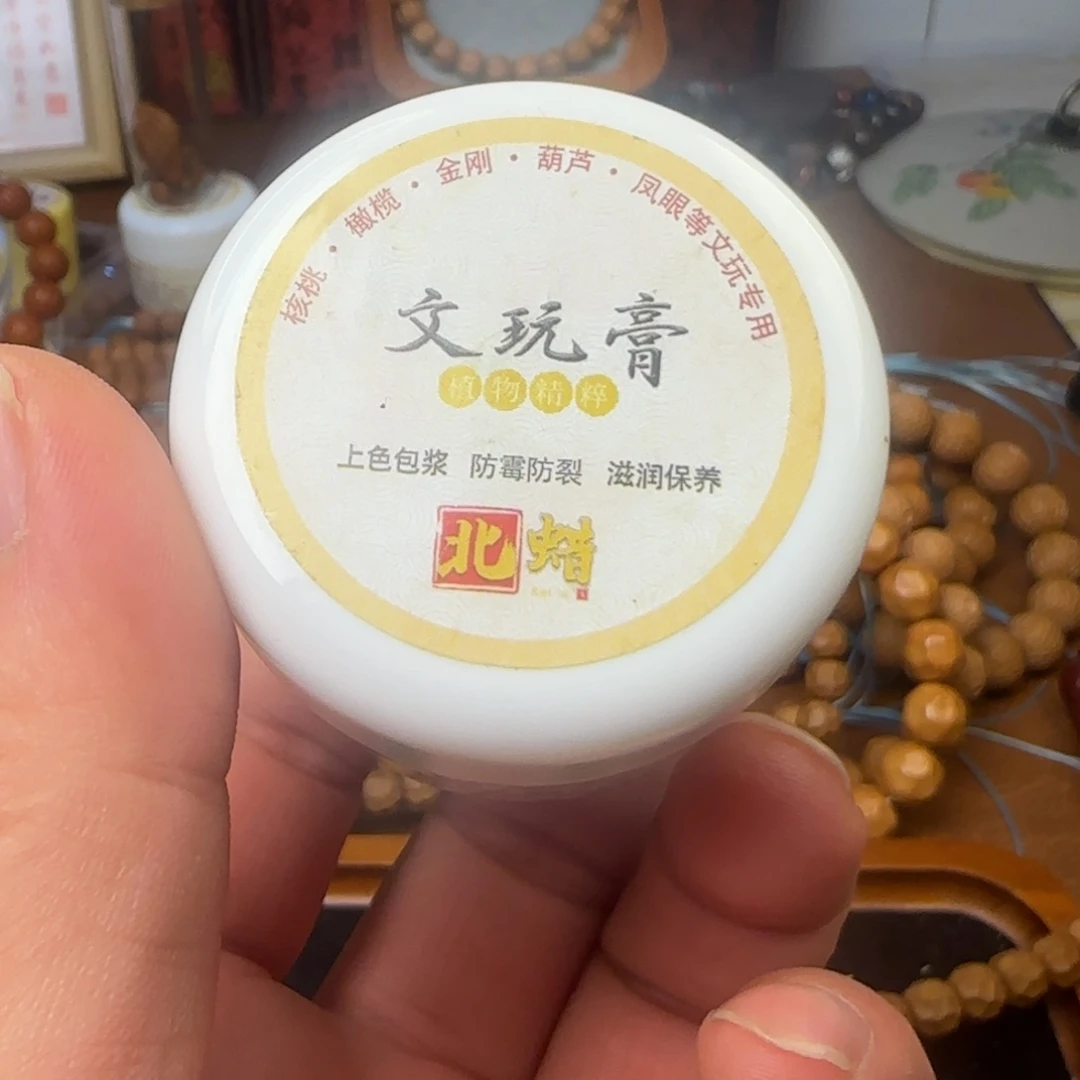 核桃·橄榄·金刚·葫芦·凤眼等文玩专用
文玩膏
植物精粹
上色包浆 防霉防裂 滋润保养
北蜡